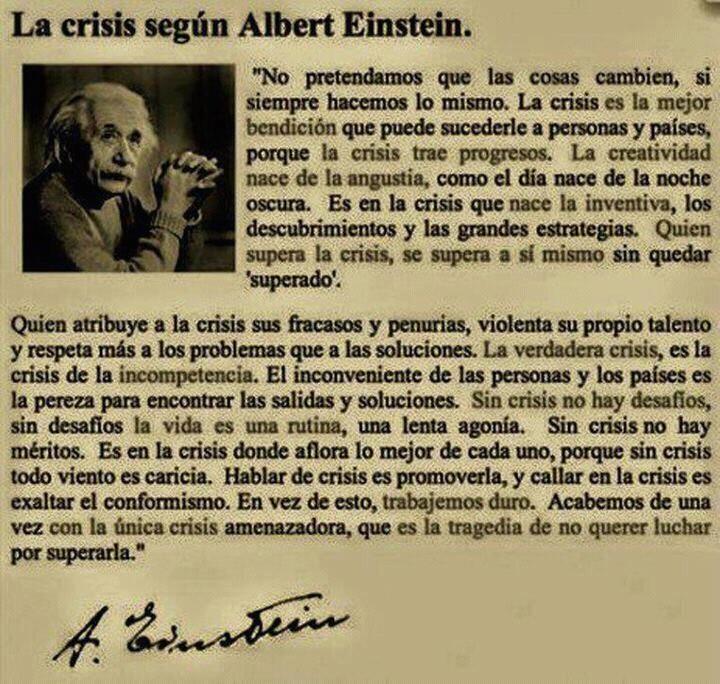 La crisis según Albert Einstein.
"No pretendamos que las cosas cambien, si
siempre hacemos lo mismo. La crisis es la mejor
bendición que puede sucederle a personas y países,
porque la crisis trae progresos. La creatividad
nace de la angustia, como el día nace de la noche
oscura. Es en la crisis que nace la inventiva, los
descubrimientos y las grandes estrategias. Quien
supera la crisis, se supera a sí mismo sin quedar
'superado'.
Quien atribuye a la crisis sus fracasos y penurias, violenta su propio talento
y respeta más a los problemas que a las soluciones. La verdadera crisis, es la
crisis de la incompetencia. El inconveniente de las personas y los países es
la pereza para encontrar las salidas y soluciones. Sin crisis no hay desafíos,
sin desafíos la vida es una rutina, una lenta agonía. Sin crisis no hay
méritos. Es en la crisis donde aflora lo mejor de cada uno, porque sin crisis
todo viento es caricia. Hablar de crisis es promoverla, y callar en la crisis es
exaltar el conformismo. En vez de esto, trabajemos duro. Acabemos de una
vez con la única crisis amenazadora, que es la tragedia de no querer luchar
por superarla."
A. Einstein